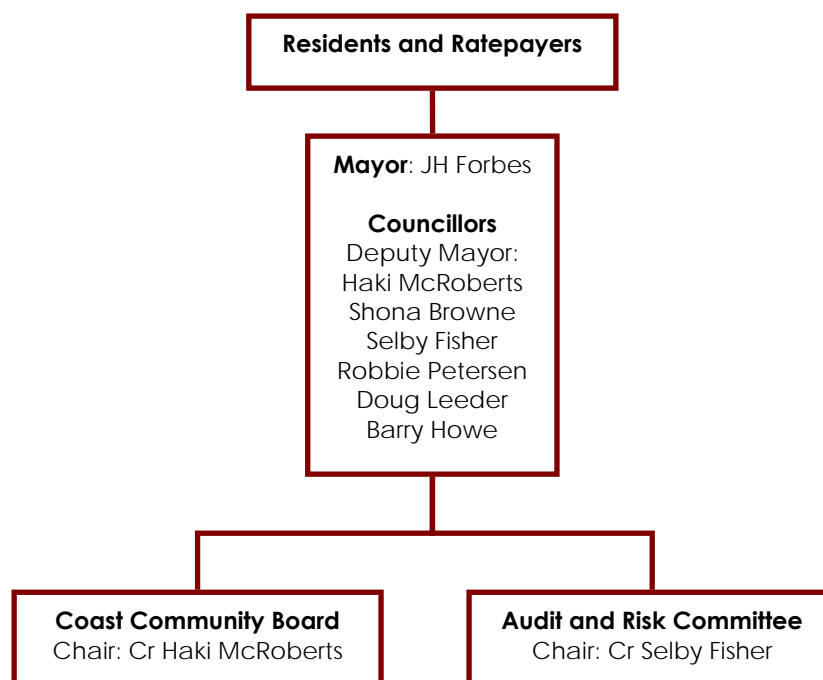 Residents and Ratepayers
Mayor: JH Forbes
Councillors
Deputy Mayor:
Haki McRoberts
Shona Browne
Selby Fisher
Robbie Petersen
Doug Leeder
Barry Howe
Coast Community Board
Chair: Cr Haki McRoberts
Audit and Risk Committee
Chair: Cr Selby Fisher